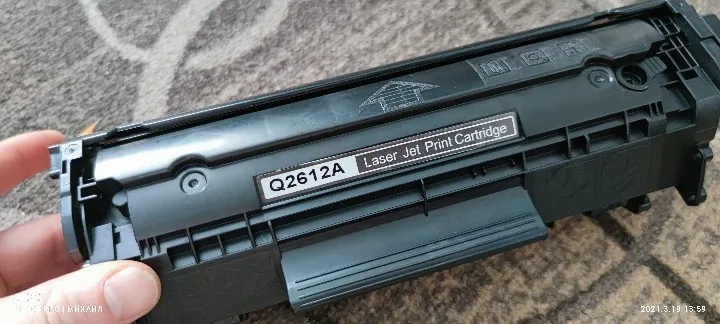 Q2612A Laser Jet Print Cartridge
2021.3.19 13:59